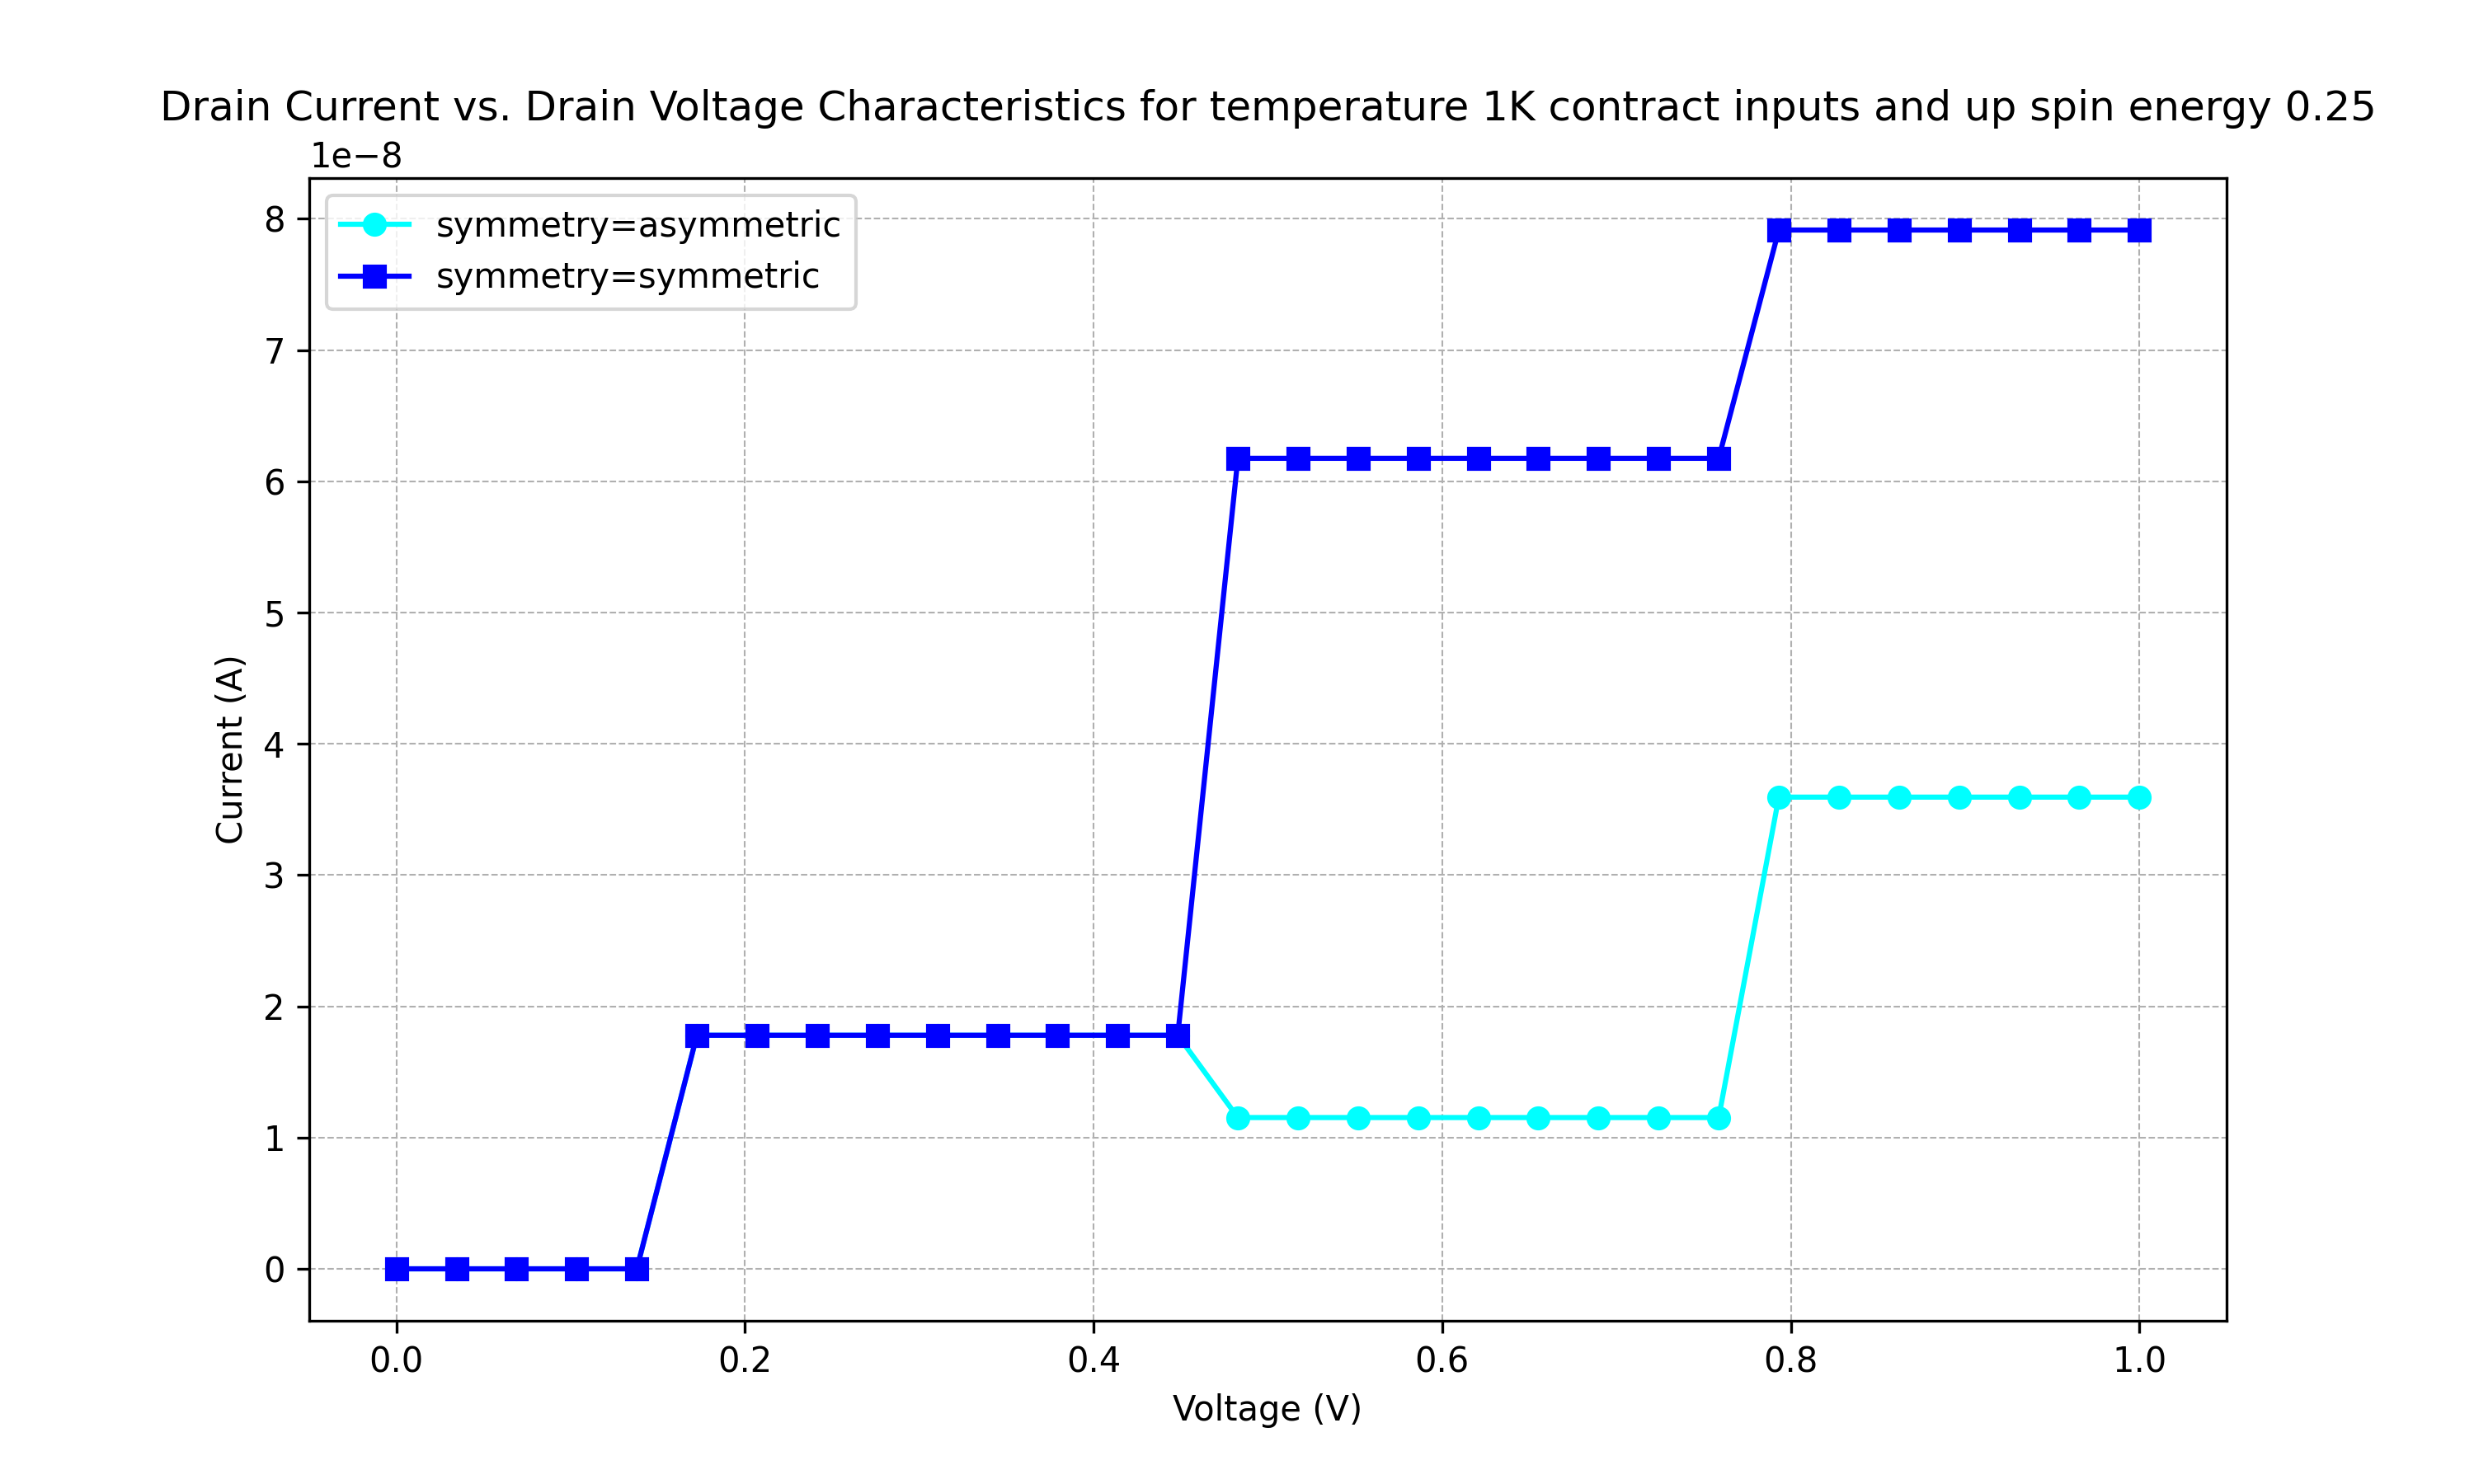 Drain Current vs. Drain Voltage Characteristics for temperature 1K contract inputs and up spin energy 0.25
1e−8
symmetry=asymmetric
symmetry=symmetric
8
7
6
5
4
3
2
1
0
Current (A)
0.0 0.2 0.4 0.6 0.8 1.0
Voltage (V)